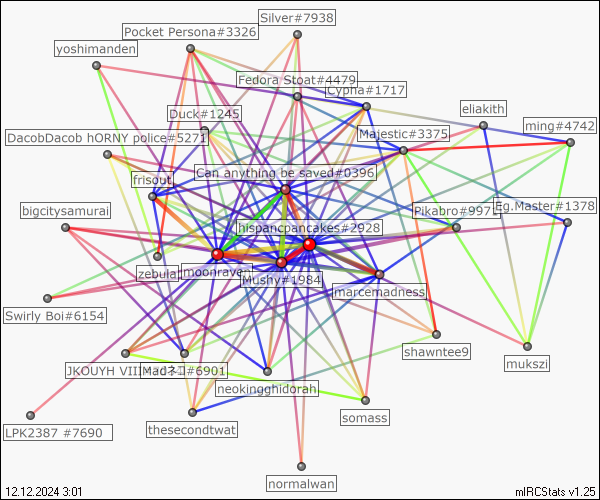 Silver#7938
Pocket Persona#3326
yoshimanden
Fedora Stoat#4479
Cypha#1717
eliakith
Duck#1245
ming#4742
DacobDacob hORNY police#5271
Majestic#3375
Can anything be saved#0396
frisout
bigcitysamurai
Pikabro#997
Eg.Master#1378
hispancpancakes#2928
zebula
moonraven
Mushy#1984
marcemadness
Swirly Boi#6154
shawntee9
mukszi
JKOUYH VIII
#6901
neokingghidorah
somass
LPK2387 #7690
thesecondtwat
normalwan
12.12.2024 3:01
mIRCStats v1.25